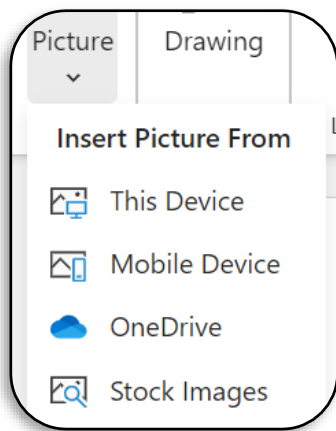 Picture Drawing
Insert Picture From
This Device
Mobile Device
OneDrive
Stock Images